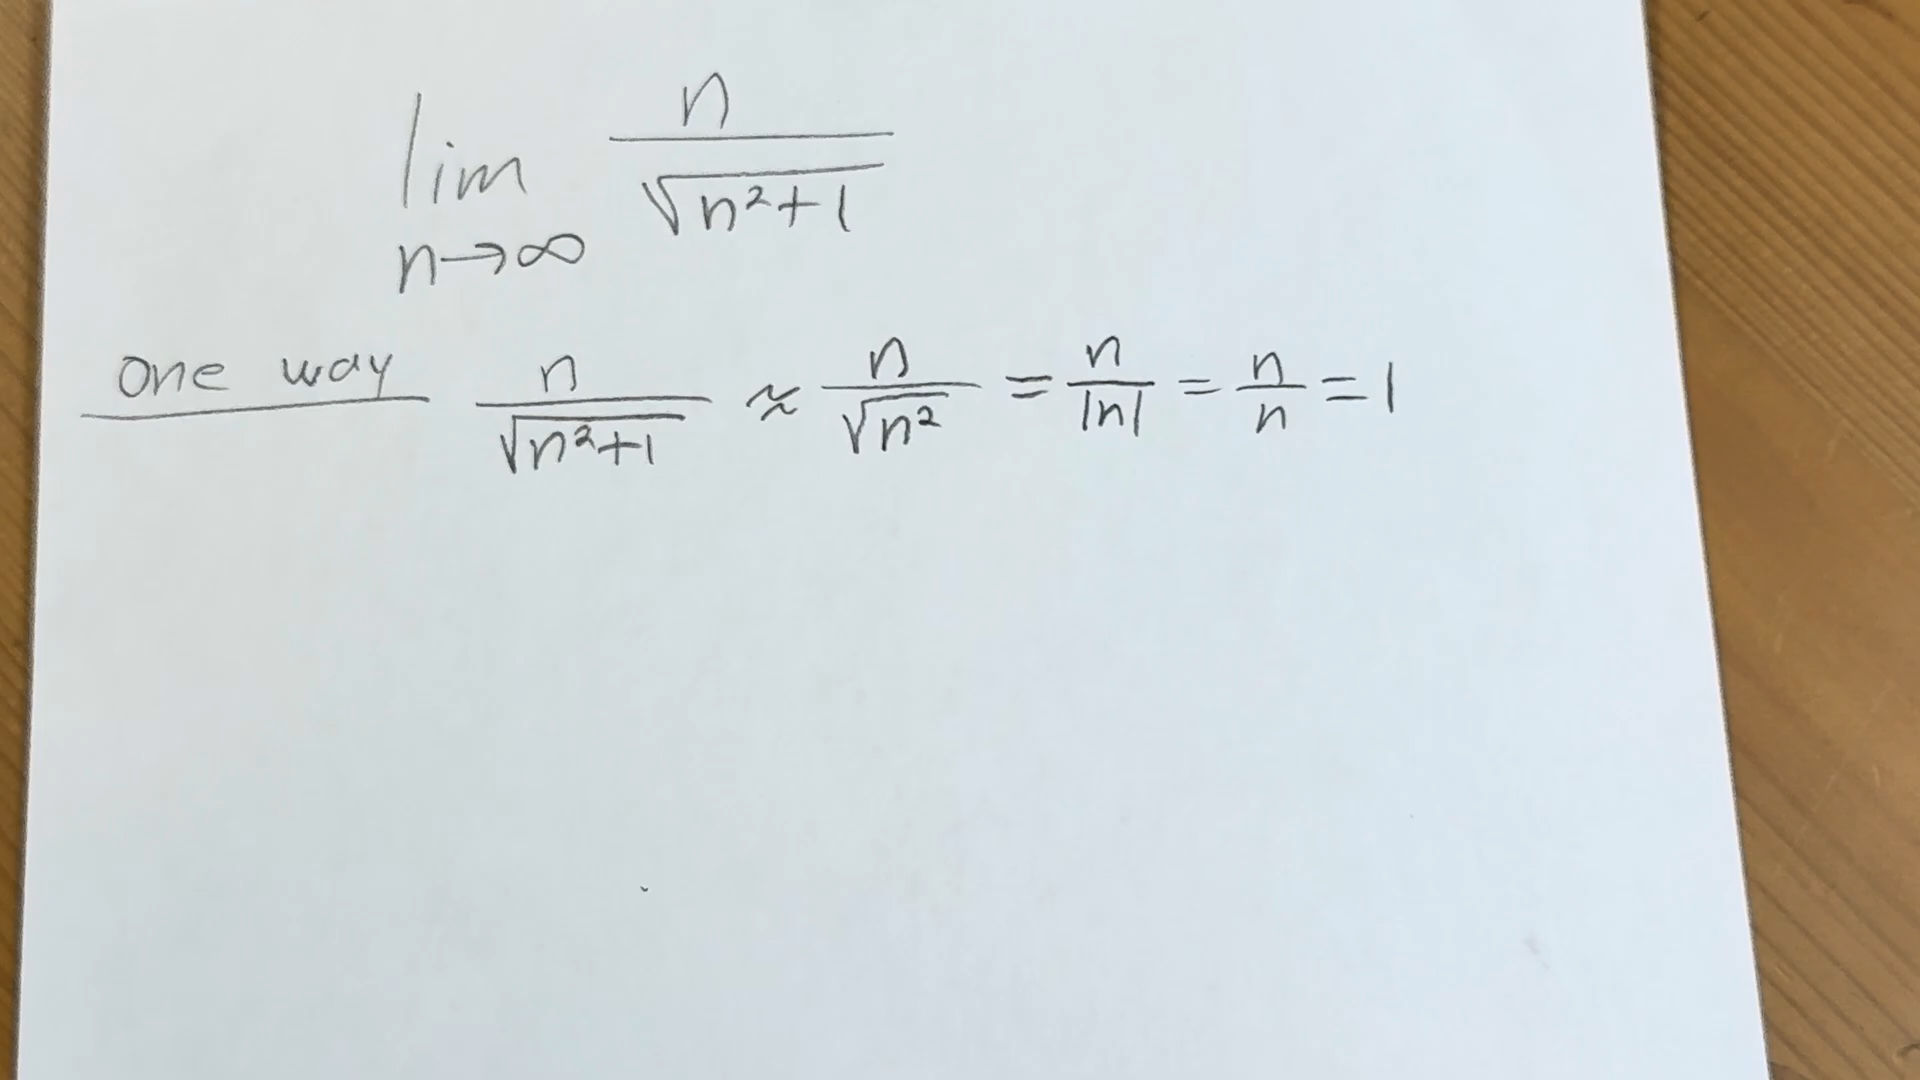 lim n→∞ n/√(n²+1)
one way n/√(n²+1) ≈ n/√n² = n/|n| = n/n = 1